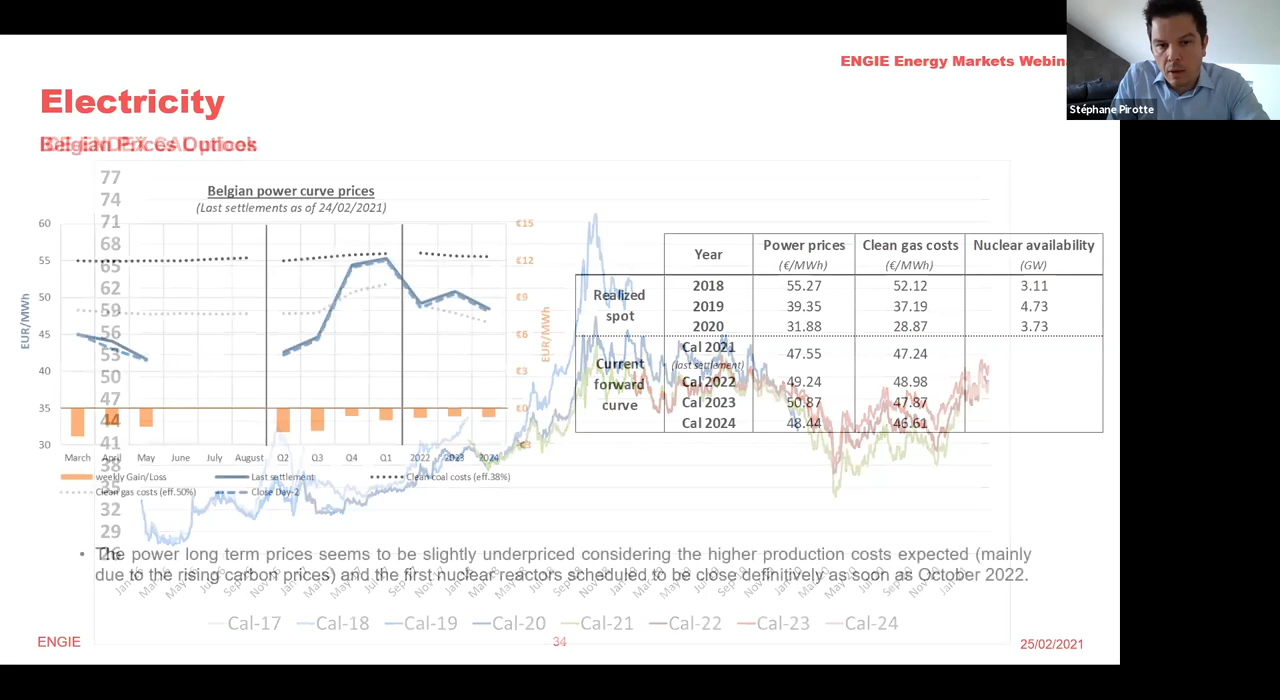 ENGIE Energy Markets Webin
Stéphane Pirotte
Electricity
Belgian Prices Outlook
77
74
71
68
65
62
59
56
53
50
47
44
41
38
35
32
29
26
Belgian power curve prices
(Last settlements as of 24/02/2021)
60
55
50
45
40
35
30
EUR/MWh
€15
€12
€9
€6
€3
€0
EUR/MWh
March April May June July August Q2 Q3 Q4 Q1 2022 2023 2024
weekly Gain/Loss Last settlement Clean coal costs (eff.38%)
Clean gas costs (eff.50%) Close Day-2
Year Power prices (€/MWh) Clean gas costs (€/MWh) Nuclear availability (GW)
Realized spot
2018 55.27 52.12 3.11
2019 39.35 37.19 4.73
2020 31.88 28.87 3.73
Current forward curve
Cal 2021 (last settlement) 47.55 47.24
Cal 2022 49.24 48.98
Cal 2023 50.87 47.87
Cal 2024 48.44 46.61
• The power long term prices seems to be slightly underpriced considering the higher production costs expected (mainly
due to the rising carbon prices) and the first nuclear reactors scheduled to be close definitively as soon as October 2022.
Cal-17 Cal-18 Cal-19 Cal-20 Cal-21 Cal-22 Cal-23 Cal-24
ENGIE
34
25/02/2021